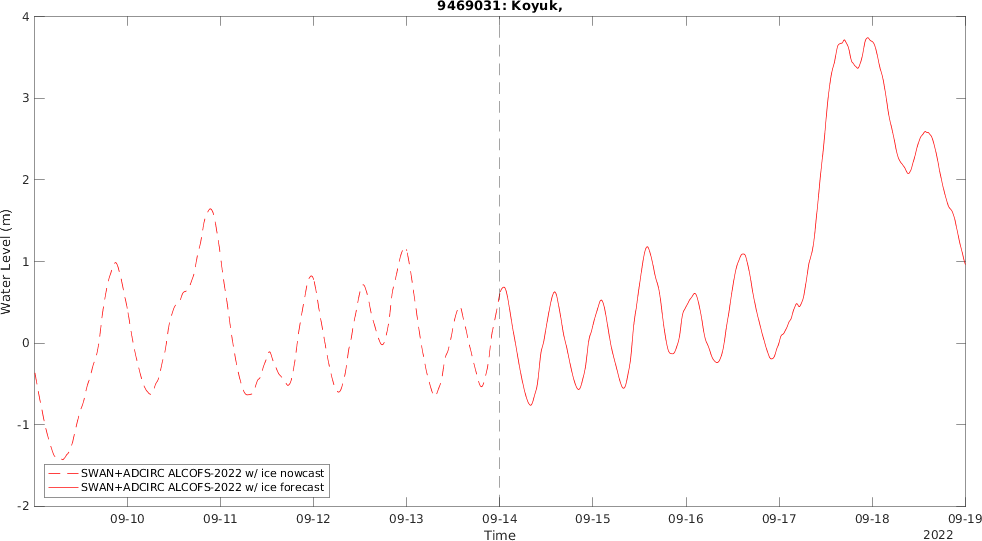 9469031: Koyuk,
4
3
2
1
0
-1
-2
Water Level (m)
SWAN+ADCIRC ALCOFS-2022 w/ ice nowcast
SWAN+ADCIRC ALCOFS-2022 w/ ice forecast
09-10 09-11 09-12 09-13 09-14 09-15 09-16 09-17 09-18 09-19
Time
2022